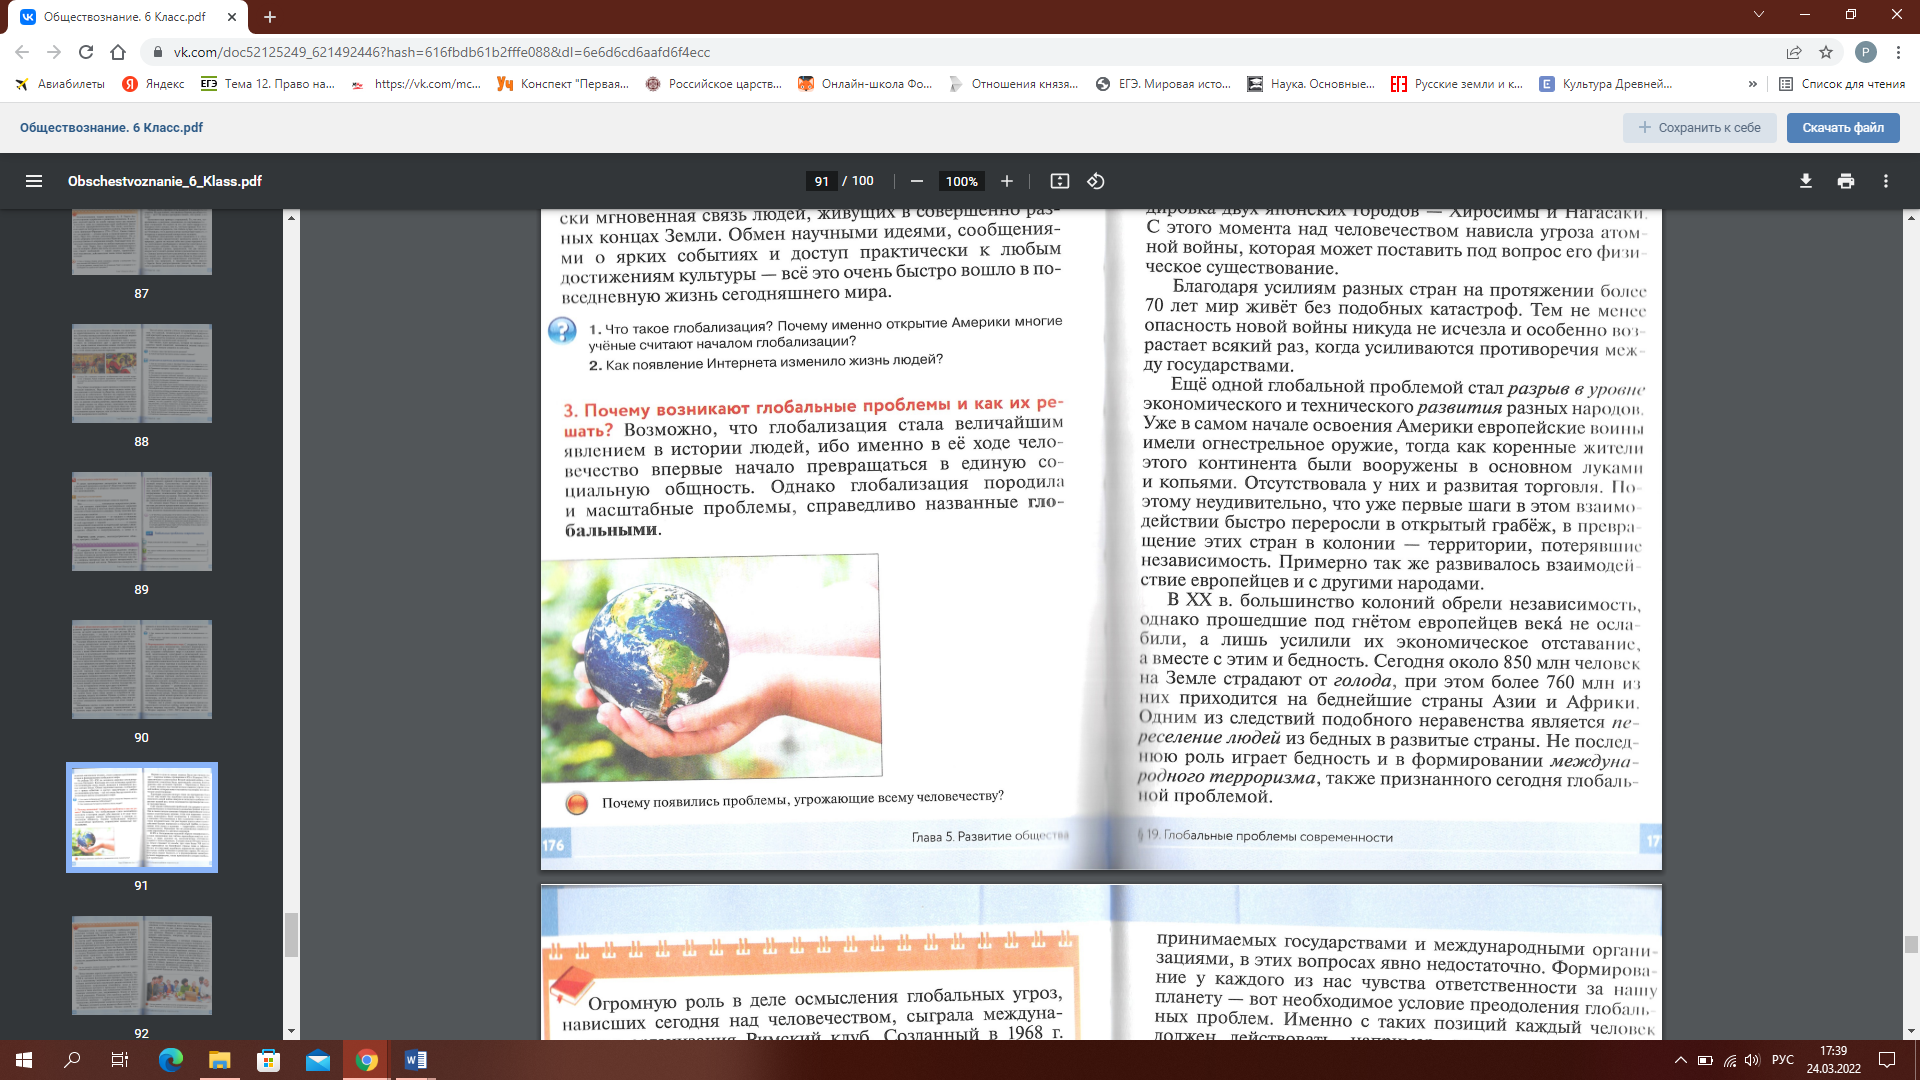 Обществознание. 6 Класс.pdf
vk.com/doc52125249_621492446?hash=616fbdb61b2fffe088&dl=6e6d6cd6aafd6f4ecc
P
Авиабилеты
Яндекс
ЕГЭ Тема 12. Право на...
https://vk.com/mc...
Уч Конспект "Первая...
Российское царств...
Онлайн-школа Фо...
Отношения князя...
ЕГЭ. Мировая исто...
Наука. Основные...
Русские земли и к...
Е Культура Древней...
»
Список для чтения
Обществознание. 6 Класс.pdf
Сохранить к себе
Скачать файл
Obschestvoznanie_6_Klass.pdf
91 / 100
100%
87
88
89
90
91
92
ски мгновенная связь людей, живущих в совершенно раз-
ных концах Земли. Обмен научными идеями, сообщения-
ми о ярких событиях и доступ практически к любым
достижениям культуры — всё это очень быстро вошло в по-
вседневную жизнь сегодняшнего мира.
1. Что такое глобализация? Почему именно открытие Америки многие
учёные считают началом глобализации?
2. Как появление Интернета изменило жизнь людей?
3. Почему возникают глобальные проблемы и как их ре-
шать? Возможно, что глобализация стала величайшим
явлением в истории людей, ибо именно в её ходе чело-
вечество впервые начало превращаться в единую со-
циальную общность. Однако глобализация породила
и масштабные проблемы, справедливо названные гло-
бальными.
Почему появились проблемы, угрожающие всему человечеству?
176
Глава 5. Развитие общества
дировка двух японских городов — Хиросимы и Нагасаки.
С этого момента над человечеством нависла угроза атом-
ной войны, которая может поставить под вопрос его физи-
ческое существование.
Благодаря усилиям разных стран на протяжении более
70 лет мир живёт без подобных катастроф. Тем не менее
опасность новой войны никуда не исчезла и особенно воз-
растает всякий раз, когда усиливаются противоречия меж-
ду государствами.
Ещё одной глобальной проблемой стал разрыв в уровне
экономического и технического развития разных народов.
Уже в самом начале освоения Америки европейские воины
имели огнестрельное оружие, тогда как коренные жители
этого континента были вооружены в основном луками
и копьями. Отсутствовала у них и развитая торговля. По-
этому неудивительно, что уже первые шаги в этом взаимо-
действии быстро переросли в открытый грабёж, в превра-
щение этих стран в колонии — территории, потерявшие
независимость. Примерно так же развивалось взаимодей-
ствие европейцев и с другими народами.
В XX в. большинство колоний обрели независимость,
однако прошедшие под гнётом европейцев века́ не осла-
били, а лишь усилили их экономическое отставание,
а вместе с этим и бедность. Сегодня около 850 млн человек
на Земле страдают от голода, при этом более 760 млн из
них приходится на беднейшие страны Азии и Африки.
Одним из следствий подобного неравенства является пе-
реселение людей из бедных в развитые страны. Не послед-
нюю роль играет бедность и в формировании междуна-
родного терроризма, также признанного сегодня глобаль-
ной проблемой.
§ 19. Глобальные проблемы современности
17
Огромную роль в деле осмысления глобальных угроз,
нависших сегодня над человечеством, сыграла междуна-
Римский клуб. Созданный в 1968 г.
принимаемых государствами и международными органи-
зациями, в этих вопросах явно недостаточно. Формирова-
ние у каждого из нас чувства ответственности за нашу
планету — вот необходимое условие преодоления глобаль-
ных проблем. Именно с таких позиций каждый человек
должен действовать,
РУС
17:39
24.03.2022